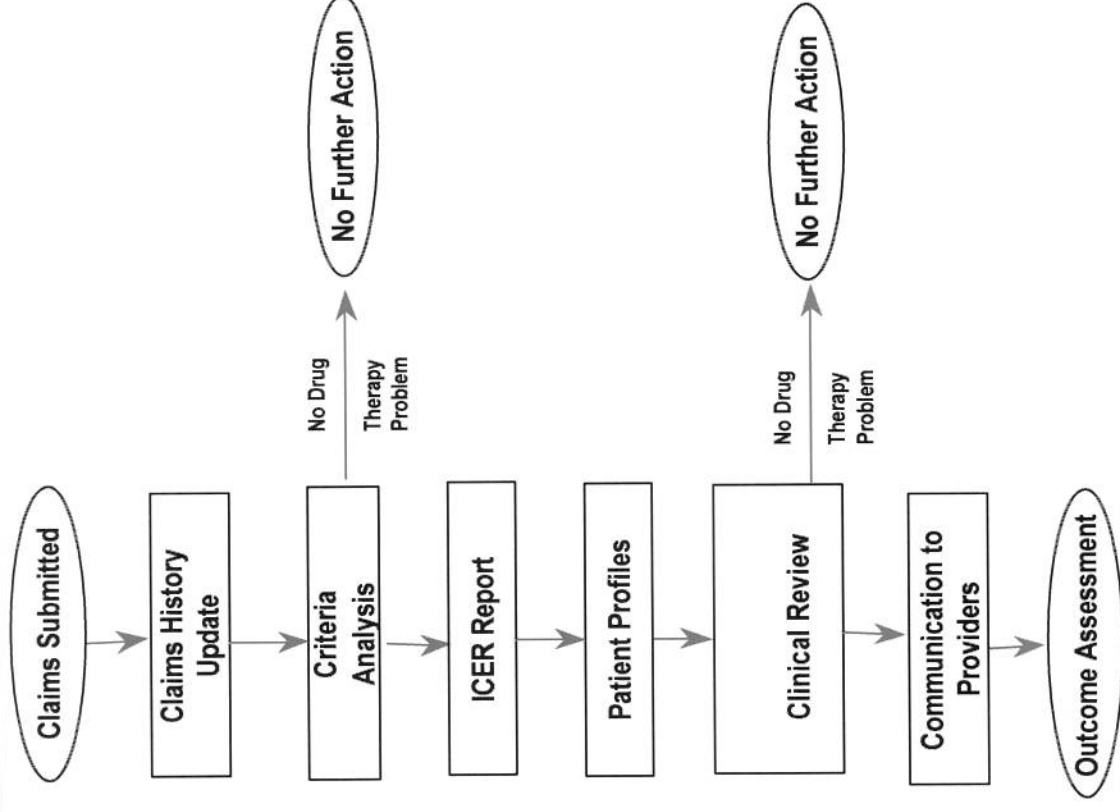 Claims Submitted
Claims History
Update
Criteria
Analysis
No Drug
Therapy
Problem
No Further Action
ICER Report
Patient Profiles
Clinical Review
No Drug
Therapy
Problem
No Further Action
Communication to
Providers
Outcome Assessment